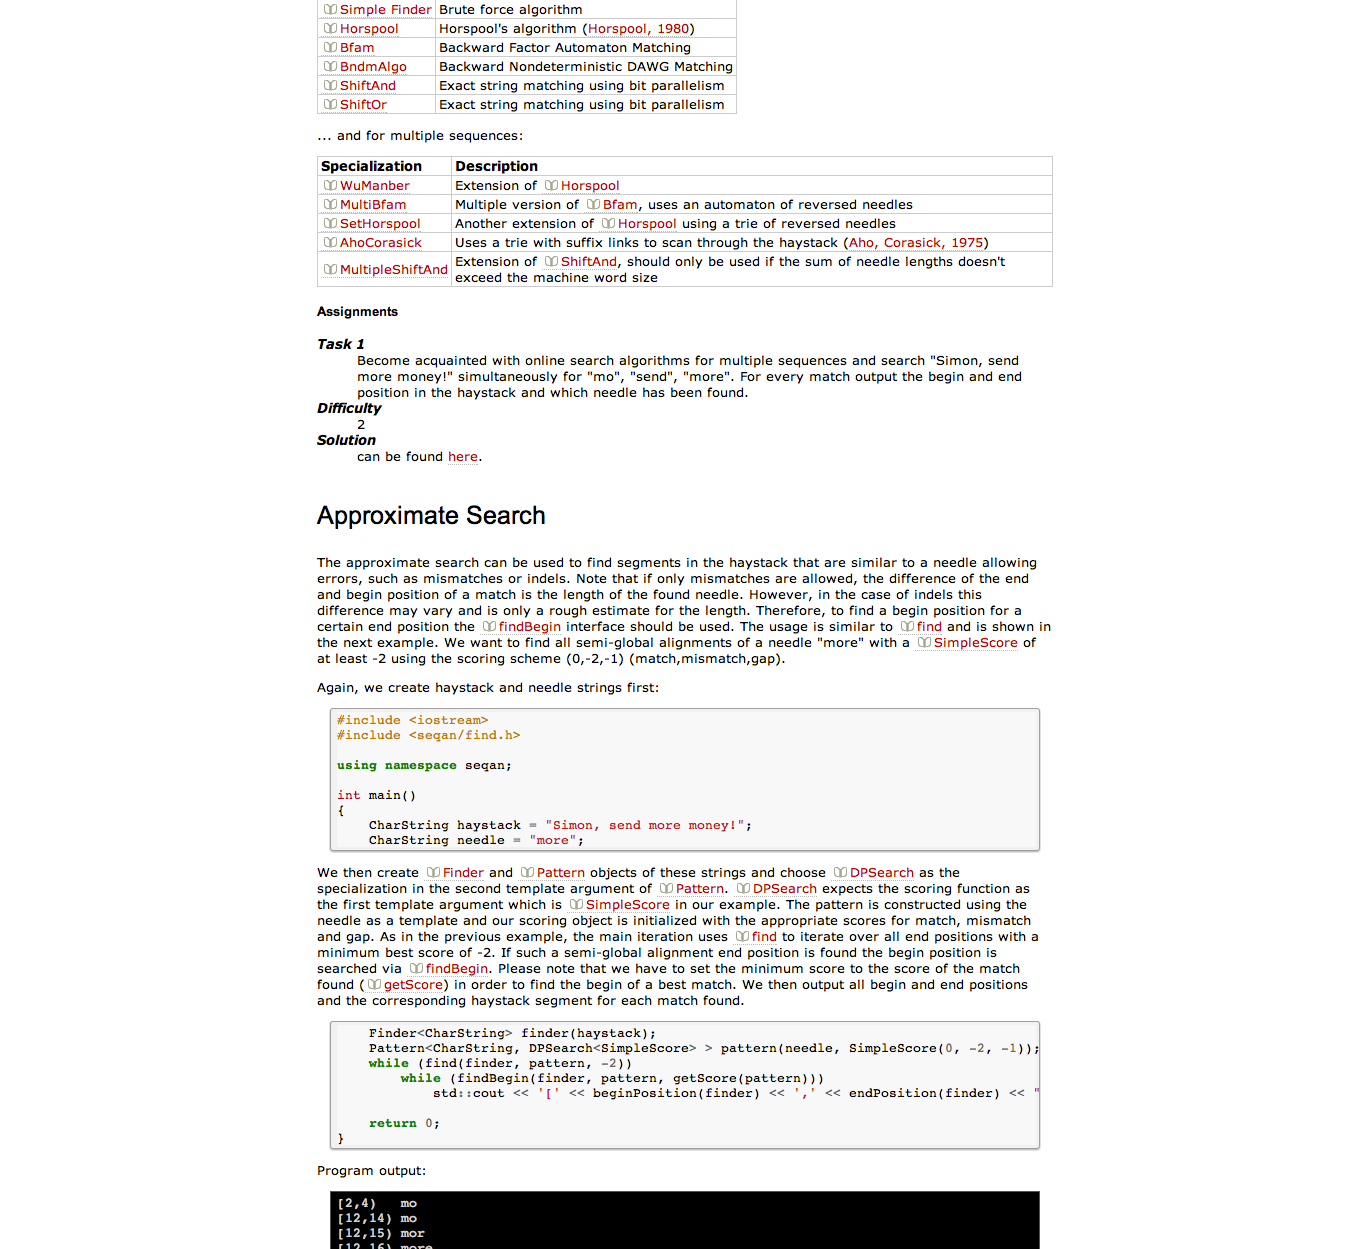 Simple Finder Brute force algorithm
Horspool Horspool's algorithm (Horspool, 1980)
Bfam Backward Factor Automaton Matching
BndmAlgo Backward Nondeterministic DAWG Matching
ShiftAnd Exact string matching using bit parallelism
ShiftOr Exact string matching using bit parallelism
... and for multiple sequences:
Specialization Description
WuManber Extension of Horspool
MultiBfam Multiple version of Bfam, uses an automaton of reversed needles
SetHorspool Another extension of Horspool using a trie of reversed needles
AhoCorasick Uses a trie with suffix links to scan through the haystack (Aho, Corasick, 1975)
MultipleShiftAnd Extension of ShiftAnd, should only be used if the sum of needle lengths doesn't
exceed the machine word size
Assignments
Task 1
Become acquainted with online search algorithms for multiple sequences and search "Simon, send
more money!" simultaneously for "mo", "send", "more". For every match output the begin and end
position in the haystack and which needle has been found.
Difficulty
2
Solution
can be found here.
Approximate Search
The approximate search can be used to find segments in the haystack that are similar to a needle allowing
errors, such as mismatches or indels. Note that if only mismatches are allowed, the difference of the end
and begin position of a match is the length of the found needle. However, in the case of indels this
difference may vary and is only a rough estimate for the length. Therefore, to find a begin position for a
certain end position the findBegin interface should be used. The usage is similar to find and is shown in
the next example. We want to find all semi-global alignments of a needle "more" with a SimpleScore of
at least -2 using the scoring scheme (0,-2,-1) (match,mismatch,gap).
Again, we create haystack and needle strings first:
#include <iostream>
#include <seqan/find.h>
using namespace seqan;
int main()
{
CharString haystack = "Simon, send more money!";
CharString needle = "more";
We then create Finder and Pattern objects of these strings and choose DPSearch as the
specialization in the second template argument of Pattern. DPSearch expects the scoring function as
the first template argument which is SimpleScore in our example. The pattern is constructed using the
needle as a template and our scoring object is initialized with the appropriate scores for match, mismatch
and gap. As in the previous example, the main iteration uses find to iterate over all end positions with a
minimum best score of -2. If such a semi-global alignment end position is found the begin position is
searched via findBegin. Please note that we have to set the minimum score to the score of the match
found (getScore) in order to find the begin of a best match. We then output all begin and end positions
and the corresponding haystack segment for each match found.
Finder<CharString> finder(haystack);
Pattern<CharString, DPSearch<SimpleScore> > pattern(needle, SimpleScore(0, -2, -1));
while (find(finder, pattern, -2))
while (findBegin(finder, pattern, getScore(pattern)))
std::cout << '[' << beginPosition(finder) << ',' << endPosition(finder) << "
return 0;
}
Program output:
[2,4) mo
[12,14) mo
[12,15) mor
[12,16) more